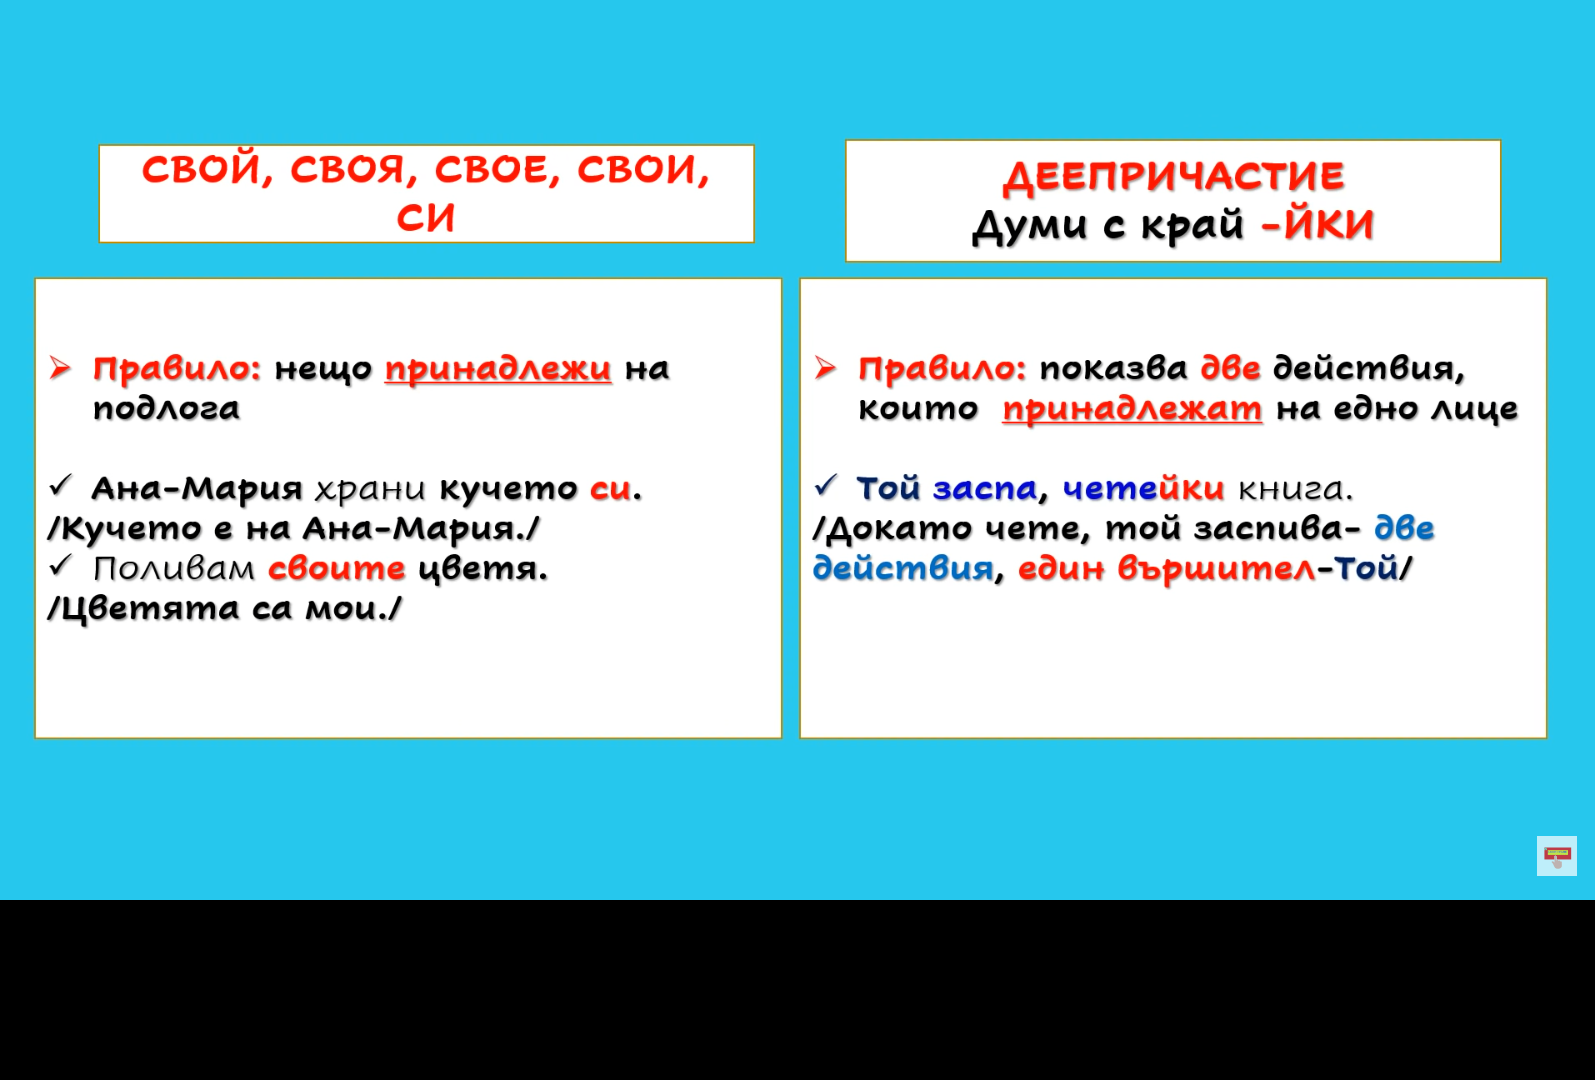 СВОЙ, СВОЯ, СВОЕ, СВОИ,
СИ
Правило: нещо принадлежи на
подлога
Ана-Мария храни кучето си.
/Кучето е на Ана-Мария./
Поливам своите цветя.
/Цветята са мои./
ДЕЕПРИЧАСТИЕ
Думи с край -ЙКИ
Правило: показва две действия,
които принадлежат на едно лице
Той заспа, четейки книга.
/Докато чете, той заспива- две
действия, един вършител-Той/